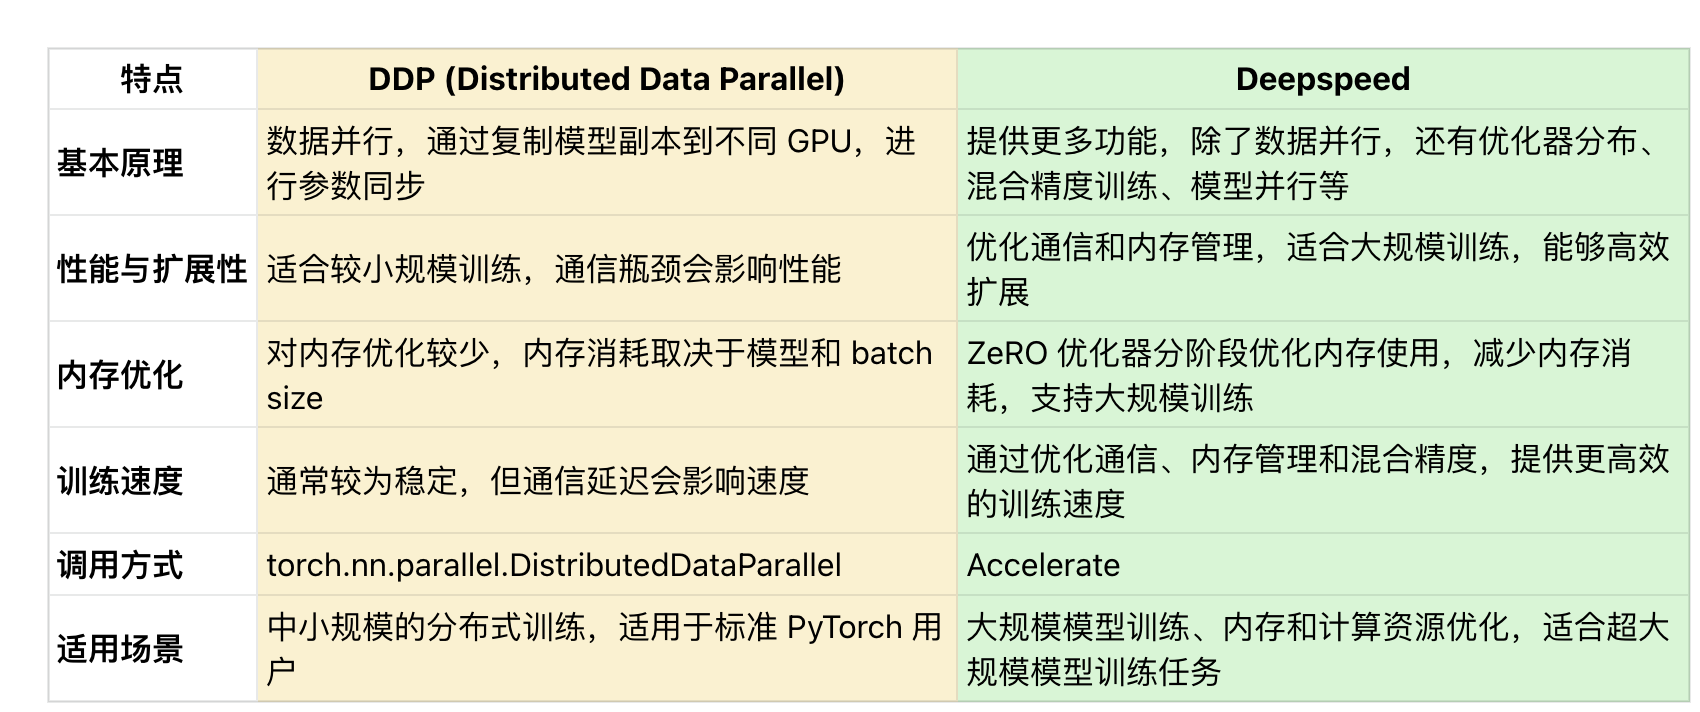 特点
DDP (Distributed Data Parallel)
Deepspeed
基本原理
数据并行，通过复制模型副本到不同 GPU，进
行参数同步
提供更多功能，除了数据并行，还有优化器分布、
混合精度训练、模型并行等
性能与扩展性
适合较小规模训练，通信瓶颈会影响性能
优化通信和内存管理，适合大规模训练，能够高效
扩展
内存优化
对内存优化较少，内存消耗取决于模型和 batch
size
ZeRO 优化器分阶段优化内存使用，减少内存消
耗，支持大规模训练
训练速度
通常较为稳定，但通信延迟会影响速度
通过优化通信、内存管理和混合精度，提供更高效
的训练速度
调用方式
torch.nn.parallel.DistributedDataParallel
Accelerate
适用场景
中小规模的分布式训练，适用于标准 PyTorch 用
户
大规模模型训练、内存和计算资源优化，适合超大
规模模型训练任务